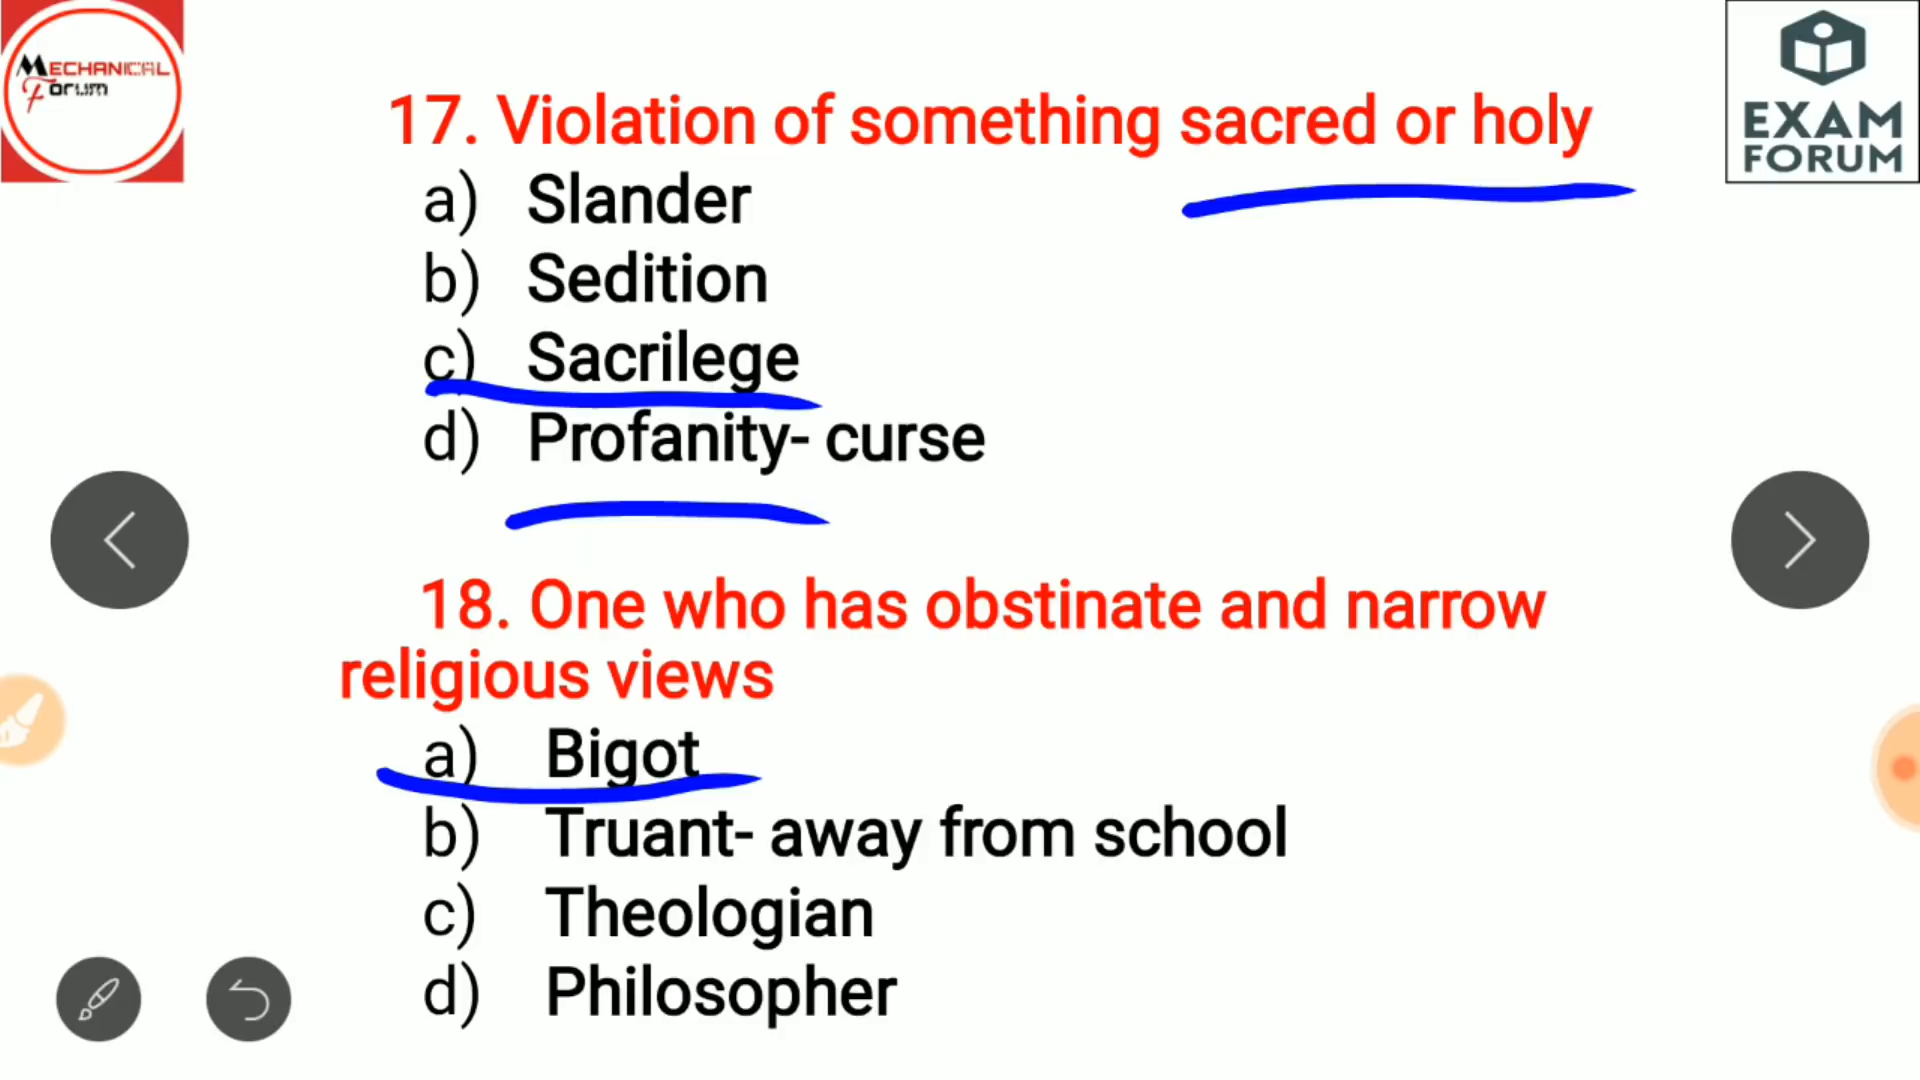 MECHANICAL
Forum
EXAM
FORUM
17. Violation of something sacred or holy
a) Slander
b) Sedition
c) Sacrilege
d) Profanity- curse
18. One who has obstinate and narrow
religious views
a) Bigot
b) Truant- away from school
c) Theologian
d) Philosopher